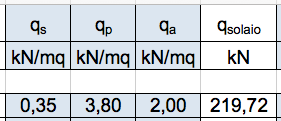 qs qp qa qsolaio
kN/mq kN/mq kN/mq kN
0,35 3,80 2,00 219,72